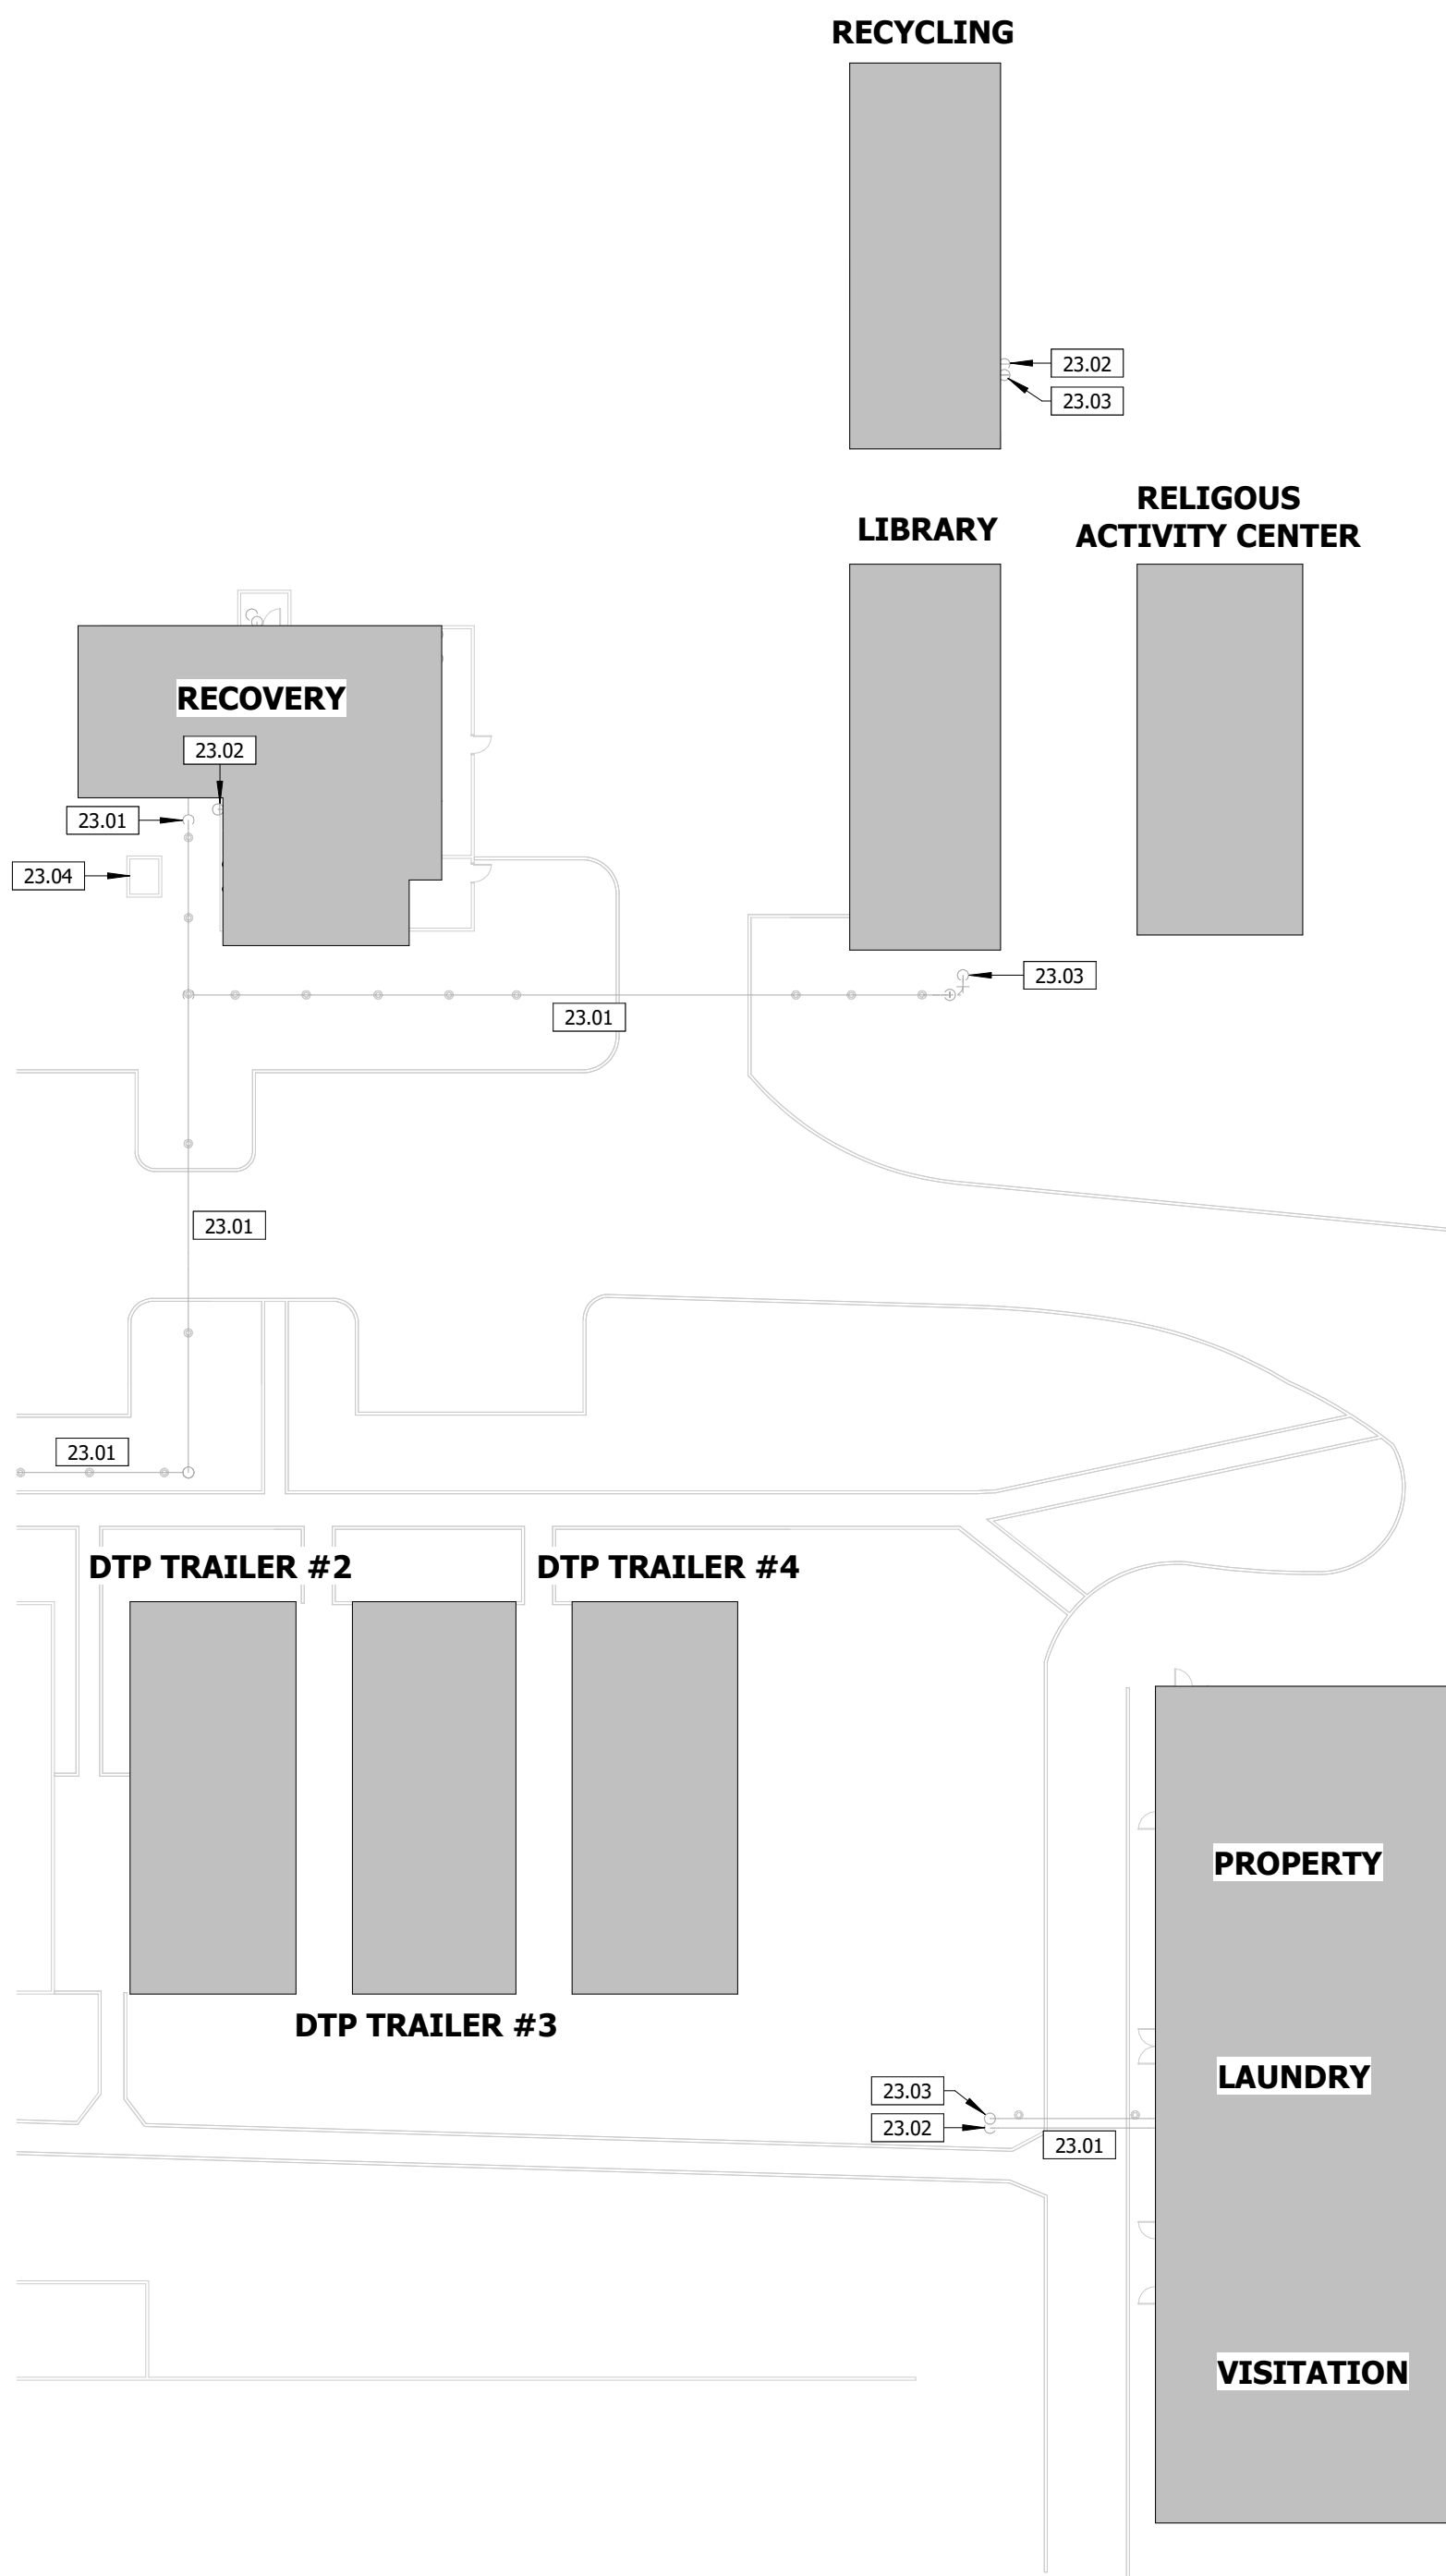 RECYCLING
23.02
23.03
RELIGOUS
ACTIVITY CENTER
LIBRARY
RECOVERY
23.02
23.01
23.04
23.03
23.01
23.01
23.01
DTP TRAILER #2
DTP TRAILER #4
PROPERTY
DTP TRAILER #3
LAUNDRY
23.03
23.02
23.01
VISITATION